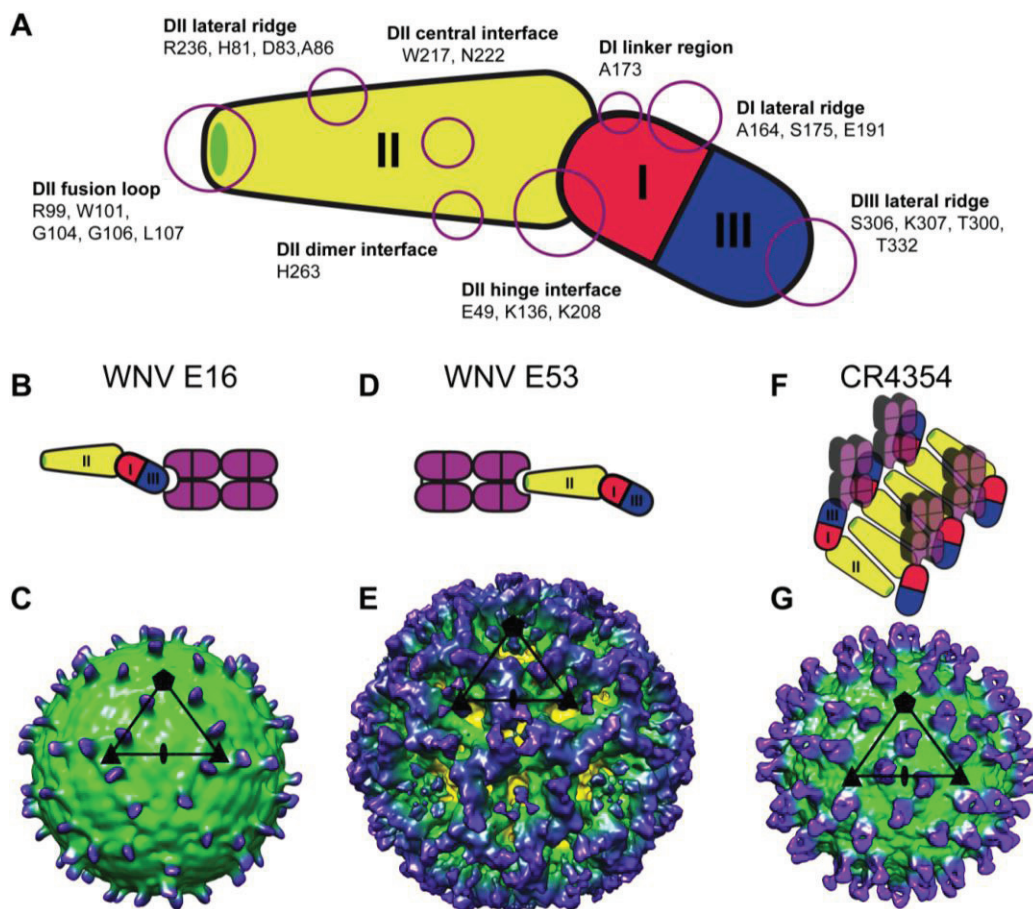 A
DII lateral ridge
R236, H81, D83,A86
DII central interface
W217, N222
DI linker region
A173
DI lateral ridge
A164, S175, E191
II
I
III
DII fusion loop
R99, W101,
G104, G106, L107
DIII lateral ridge
S306, K307, T300,
T332
DII dimer interface
H263
DII hinge interface
E49, K136, K208
B WNV E16
D WNV E53
F CR4354
II
I
III
II
I
III
III
I
II
C
E
G